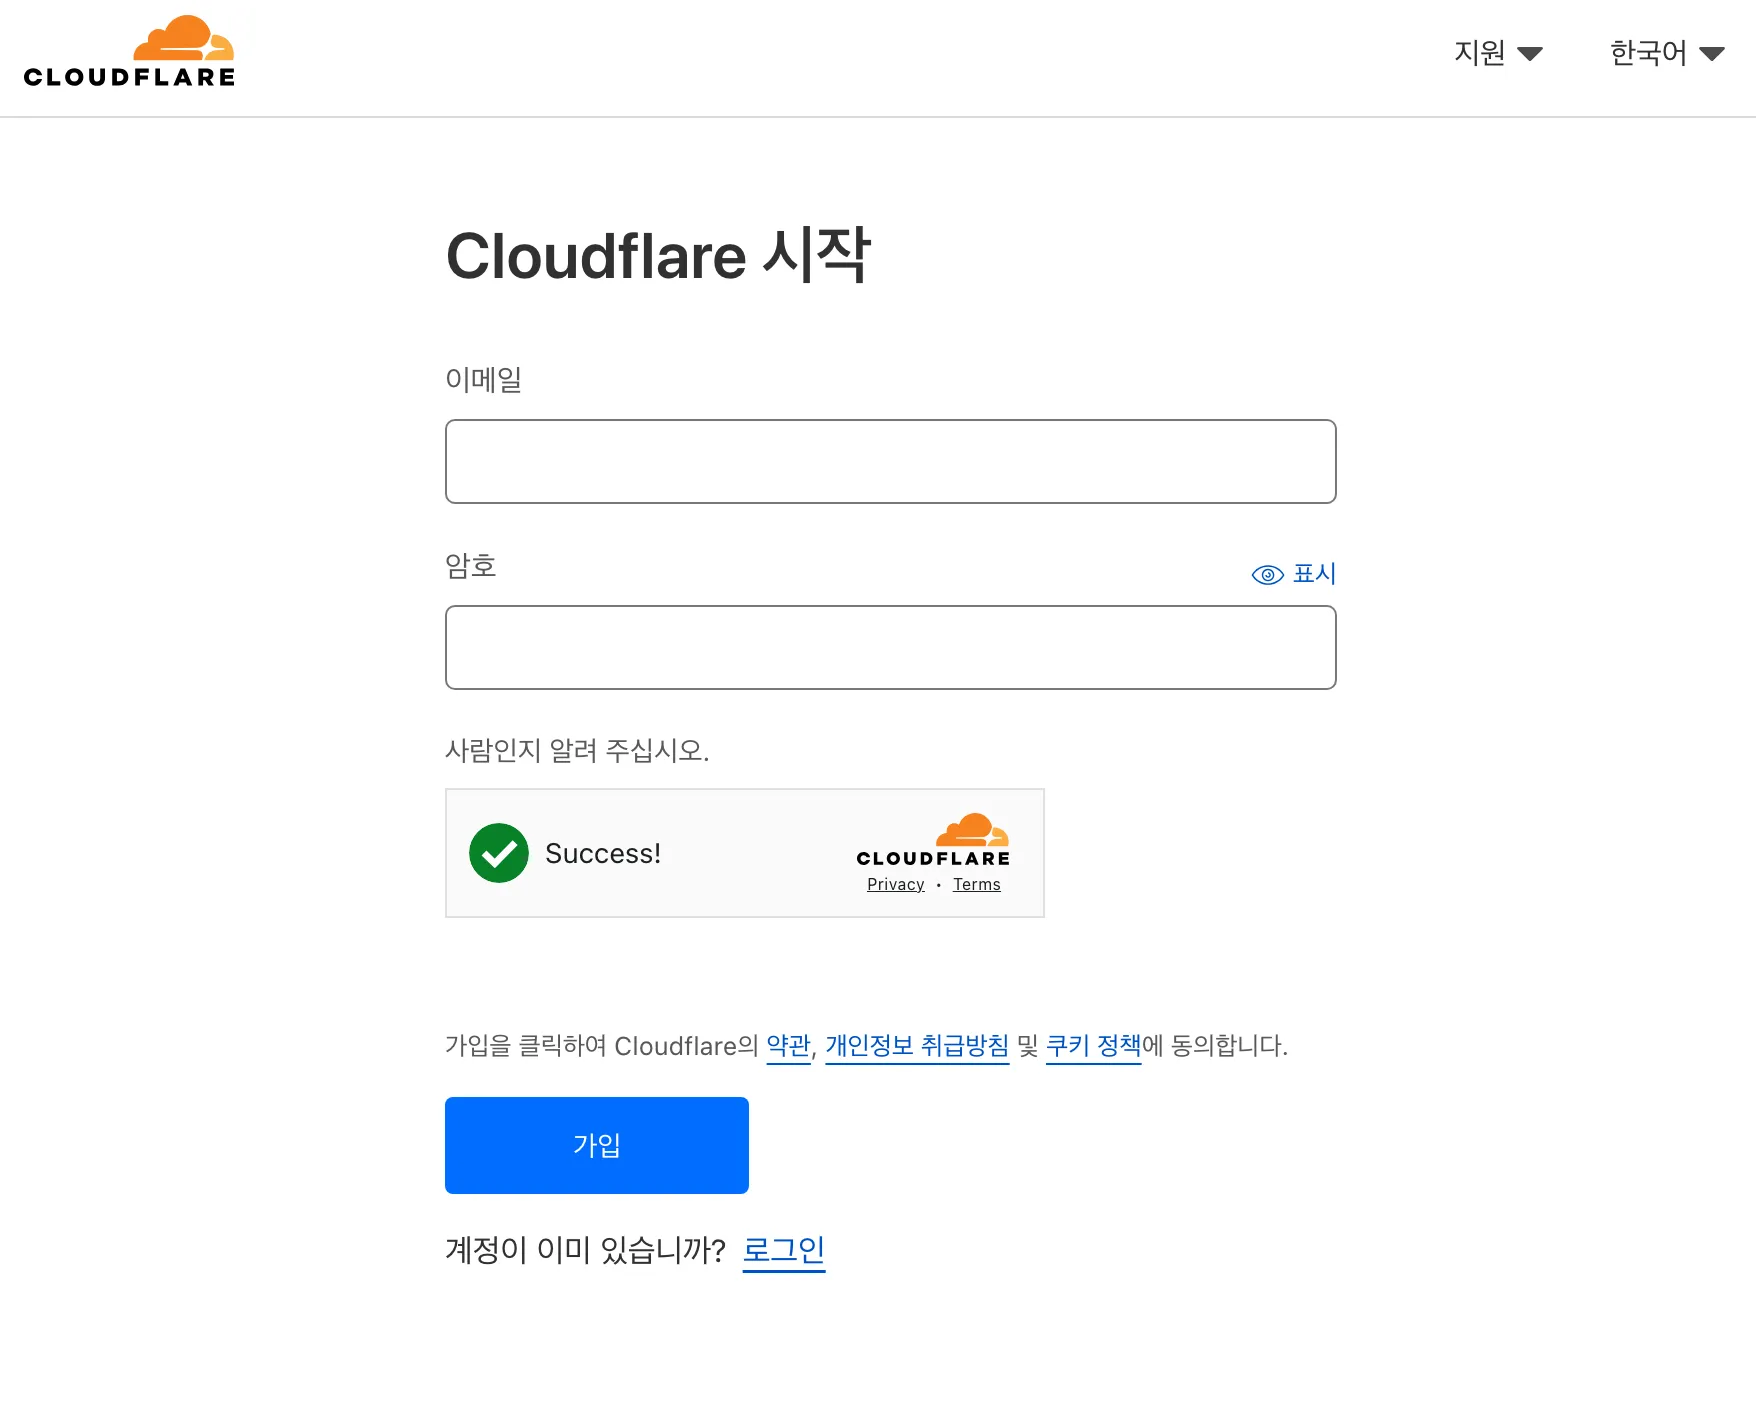 CLOUDFLARE
지원 한국어
Cloudflare 시작
이메일
암호 표시
사람인지 알려 주십시오.
Success!
CLOUDFLARE
Privacy • Terms
가입을 클릭하여 Cloudflare의 약관, 개인정보 취급방침 및 쿠키 정책에 동의합니다.
가입
계정이 이미 있습니까? 로그인